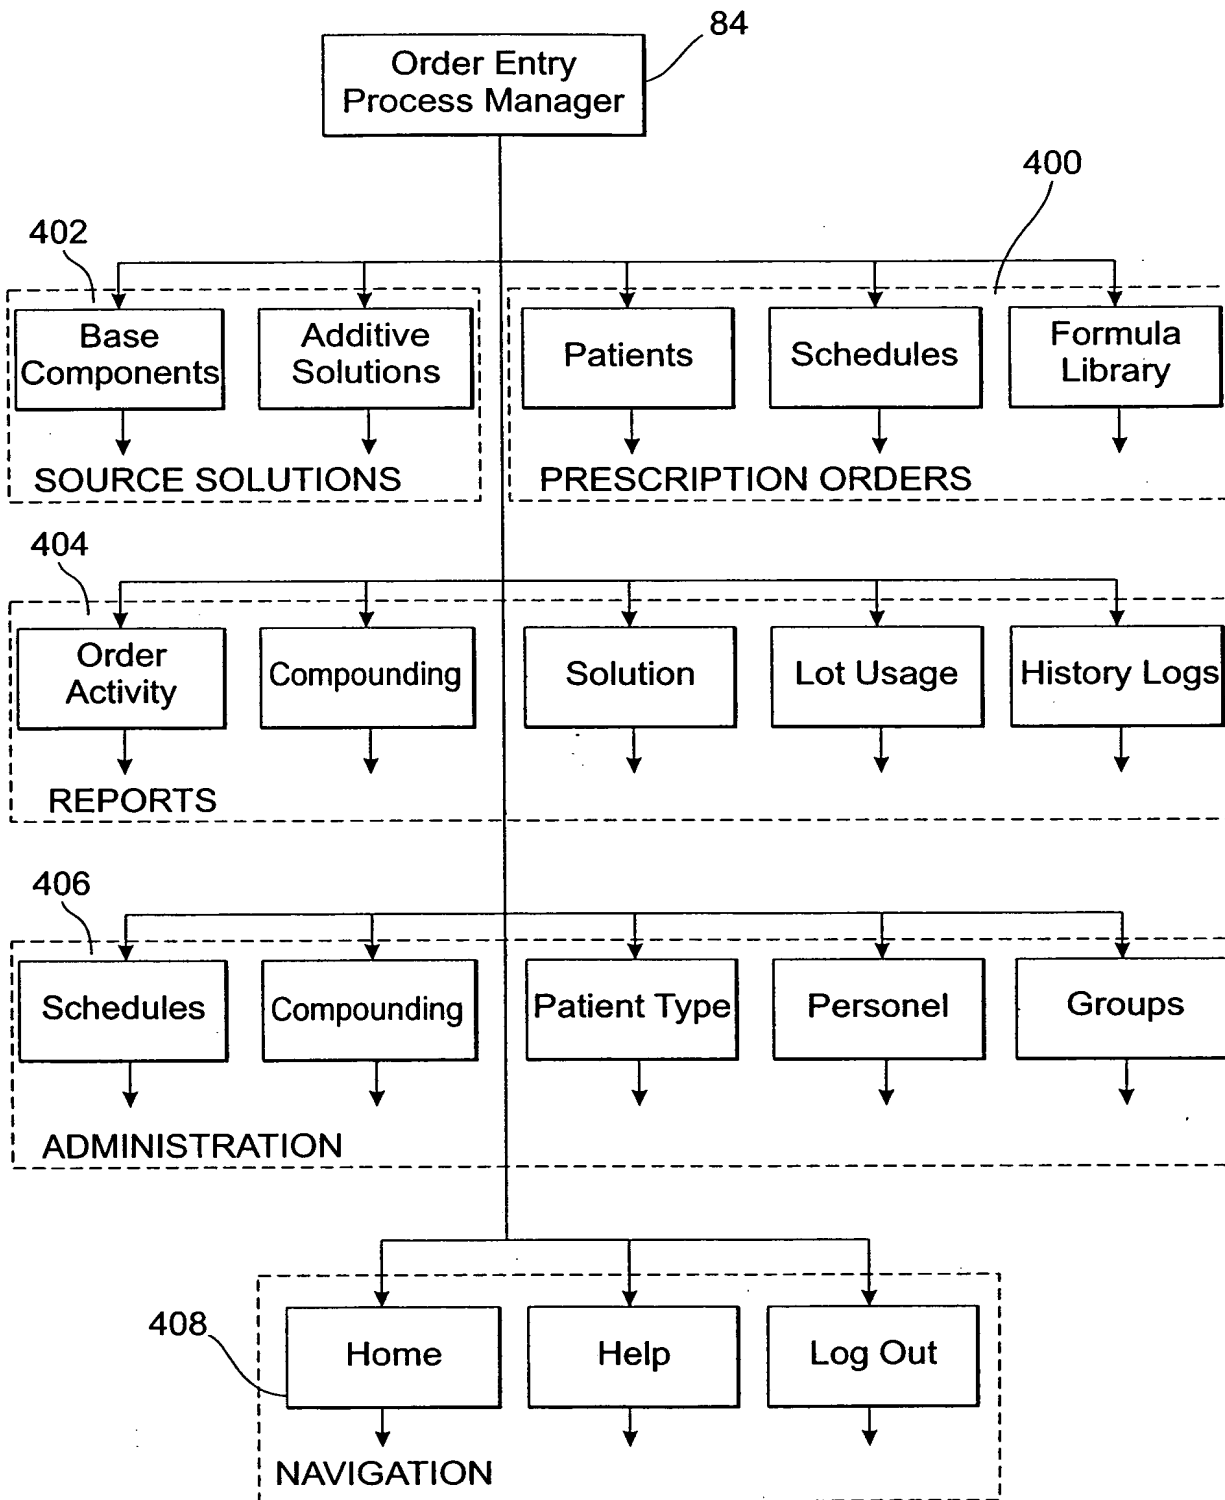 84
Order Entry
Process Manager
400
402
Base
Components
Additive
Solutions
Patients
Schedules
Formula
Library
SOURCE SOLUTIONS
PRESCRIPTION ORDERS
404
Order
Activity
Compounding
Solution
Lot Usage
History Logs
REPORTS
406
Schedules
Compounding
Patient Type
Personel
Groups
ADMINISTRATION
408
Home
Help
Log Out
NAVIGATION